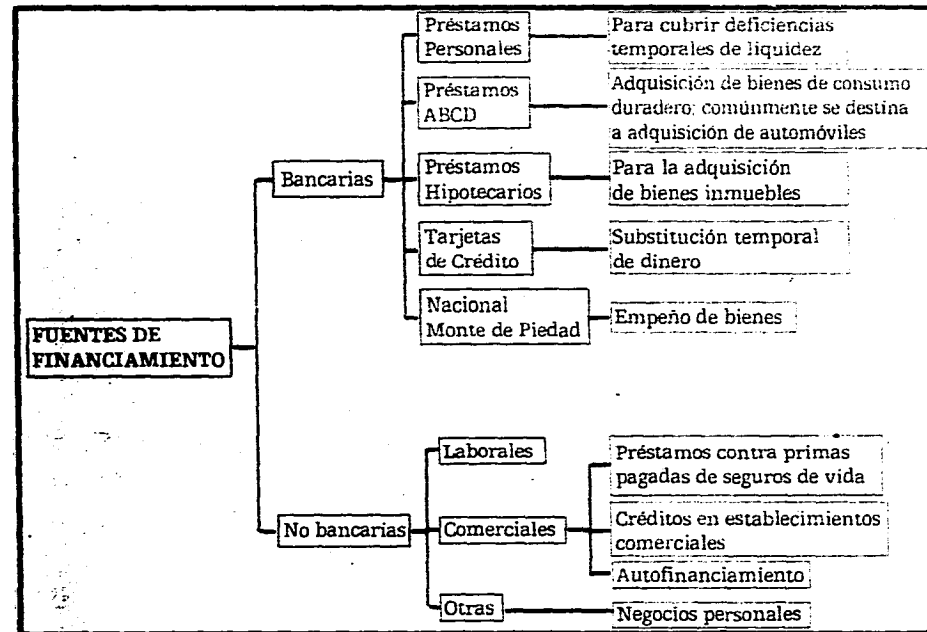 FUENTES DE
FINANCIAMIENTO
Bancarias
Préstamos
Personales
Para cubrir deficiencias
temporales de liquidez
Préstamos
ABCD
Adquisición de bienes de consumo
duradero; comúnmente se destina
a adquisición de automóviles
Préstamos
Hipotecarios
Para la adquisición
de bienes inmuebles
Tarjetas
de Crédito
Substitución temporal
de dinero
Nacional
Monte de Piedad
Empeño de bienes
No bancarias
Laborales
Comerciales
Préstamos contra primas
pagadas de seguros de vida
Créditos en establecimientos
comerciales
Autofinanciamiento
Otras
Negocios personales